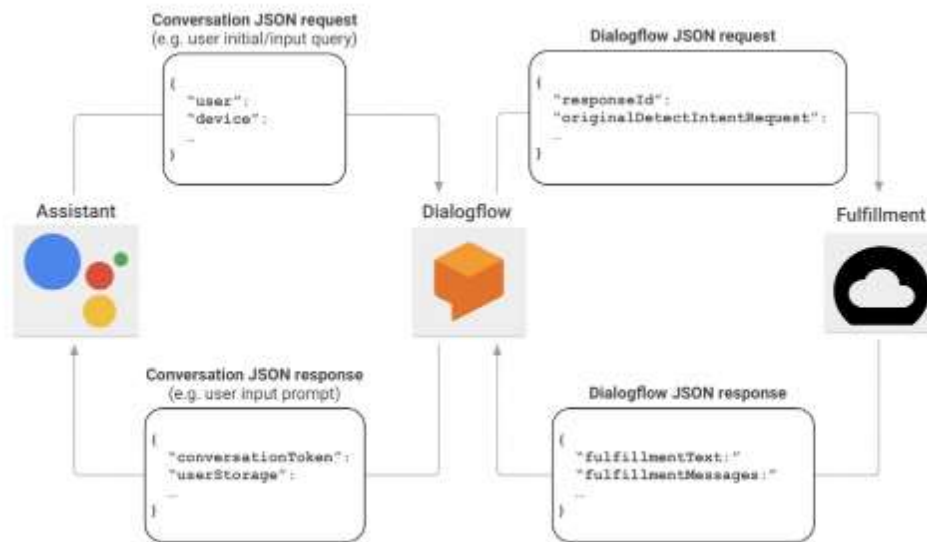 Conversation JSON request
(e.g. user initial/input query)
{
"user":
"device":
…
}
Dialogflow JSON request
{
"responseId":
"originalDetectIntentRequest":
…
}
Assistant
Dialogflow
Fulfillment
Conversation JSON response
(e.g. user input prompt)
{
"conversationToken":
"userStorage":
…
}
Dialogflow JSON response
{
"fulfillmentText:"
"fulfillmentMessages:"
…
}